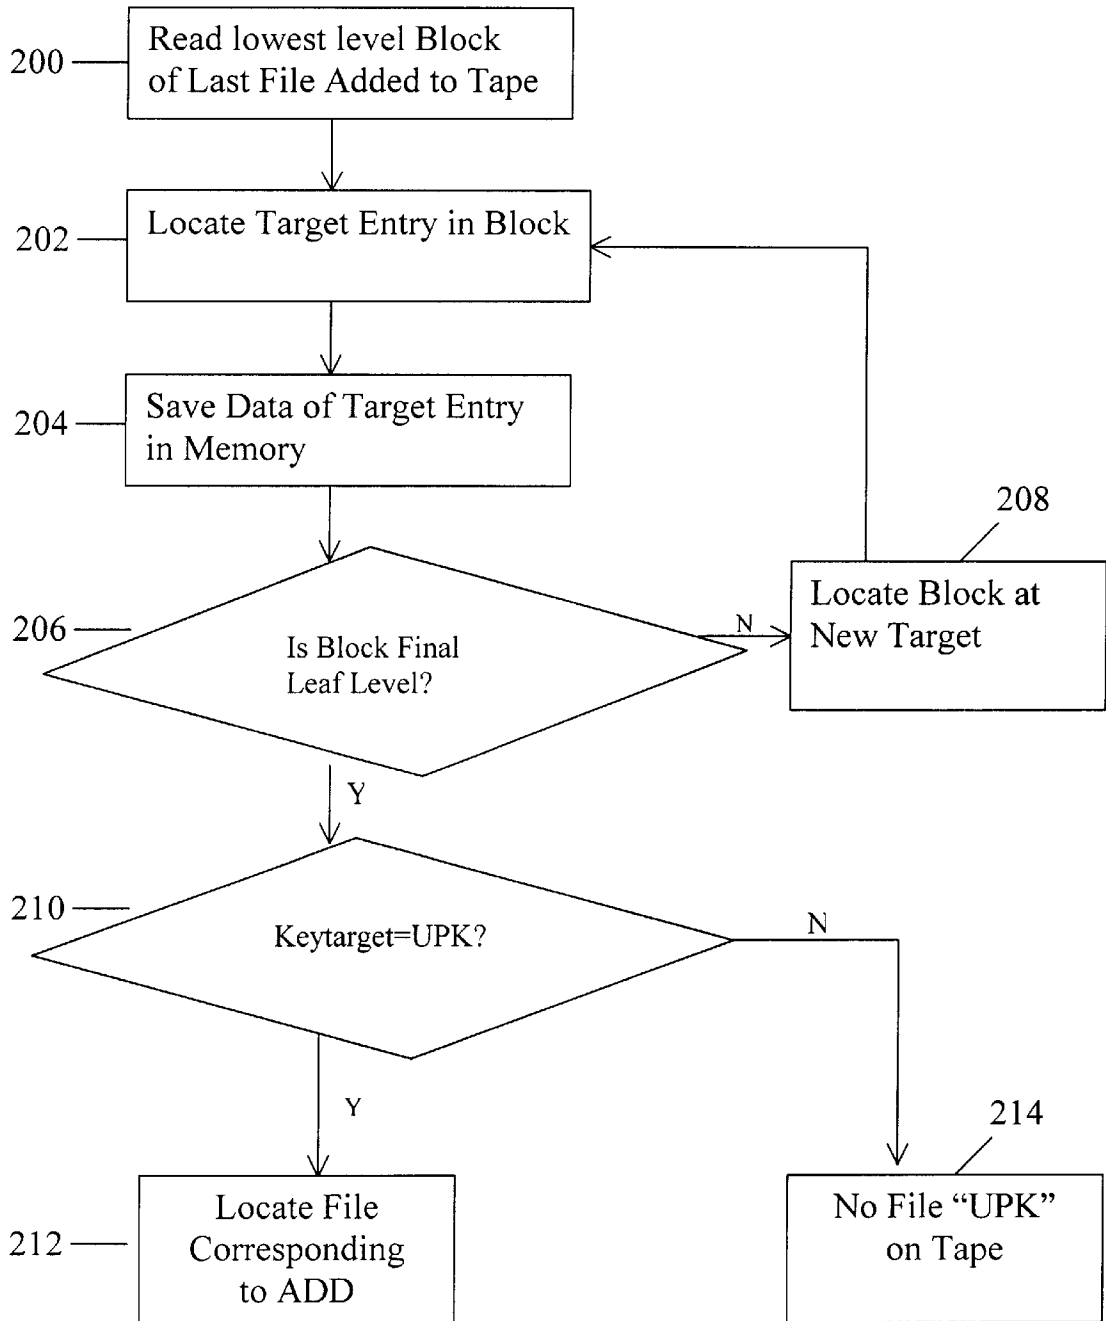 200
Read lowest level Block
of Last File Added to Tape
202
Locate Target Entry in Block
204
Save Data of Target Entry
in Memory
208
206
Is Block Final
Leaf Level?
N
Locate Block at
New Target
Y
210
Keytarget=UPK?
N
Y
214
212
Locate File
Corresponding
to ADD
No File “UPK”
on Tape